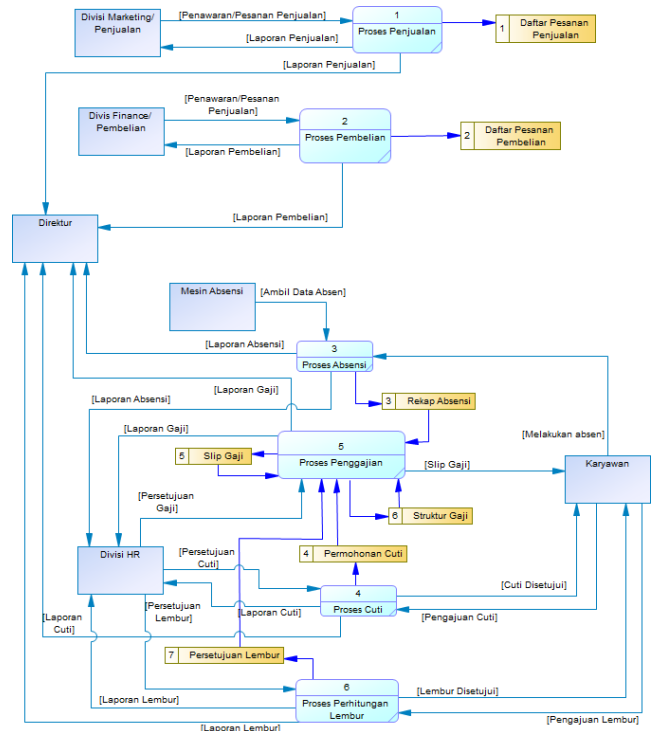 Divisi Marketing/
Penjualan
[Penawaran/Pesanan Penjualan]
1
Proses Penjualan
1
Daftar Pesanan
Penjualan
[Laporan Penjualan]
[Laporan Penjualan]
Divis Finance/
Pembelian
[Penawaran/Pesanan
Penjualan]
2
Proses Pembelian
2
Daftar Pesanan
Pembelian
[Laporan Pembelian]
[Laporan Pembelian]
Direktur
Mesin Absensi
[Ambil Data Absen]
[Laporan Absensi]
3
Proses Absensi
[Laporan Gaji]
[Laporan Absensi]
3
Rekap Absensi
[Laporan Gaji]
[Melakukan absen]
5
Slip Gaji
5
Proses Penggajian
[Slip Gaji]
Karyawan
[Persetujuan
Gaji]
6
Struktur Gaji
Divisi HR
[Persetujuan
Cuti]
4
Permohonan Cuti
4
Proses Cuti
[Cuti Disetujui]
[Laporan
Cuti]
[Persetujuan
Lembur]
[Laporan Cuti]
[Pengajuan Cuti]
7
Persetujuan Lembur
6
Proses Perhitungan
Lembur
[Laporan Lembur]
[Lembur Disetujui]
[Pengajuan Lembur]
[Laporan Lembur]